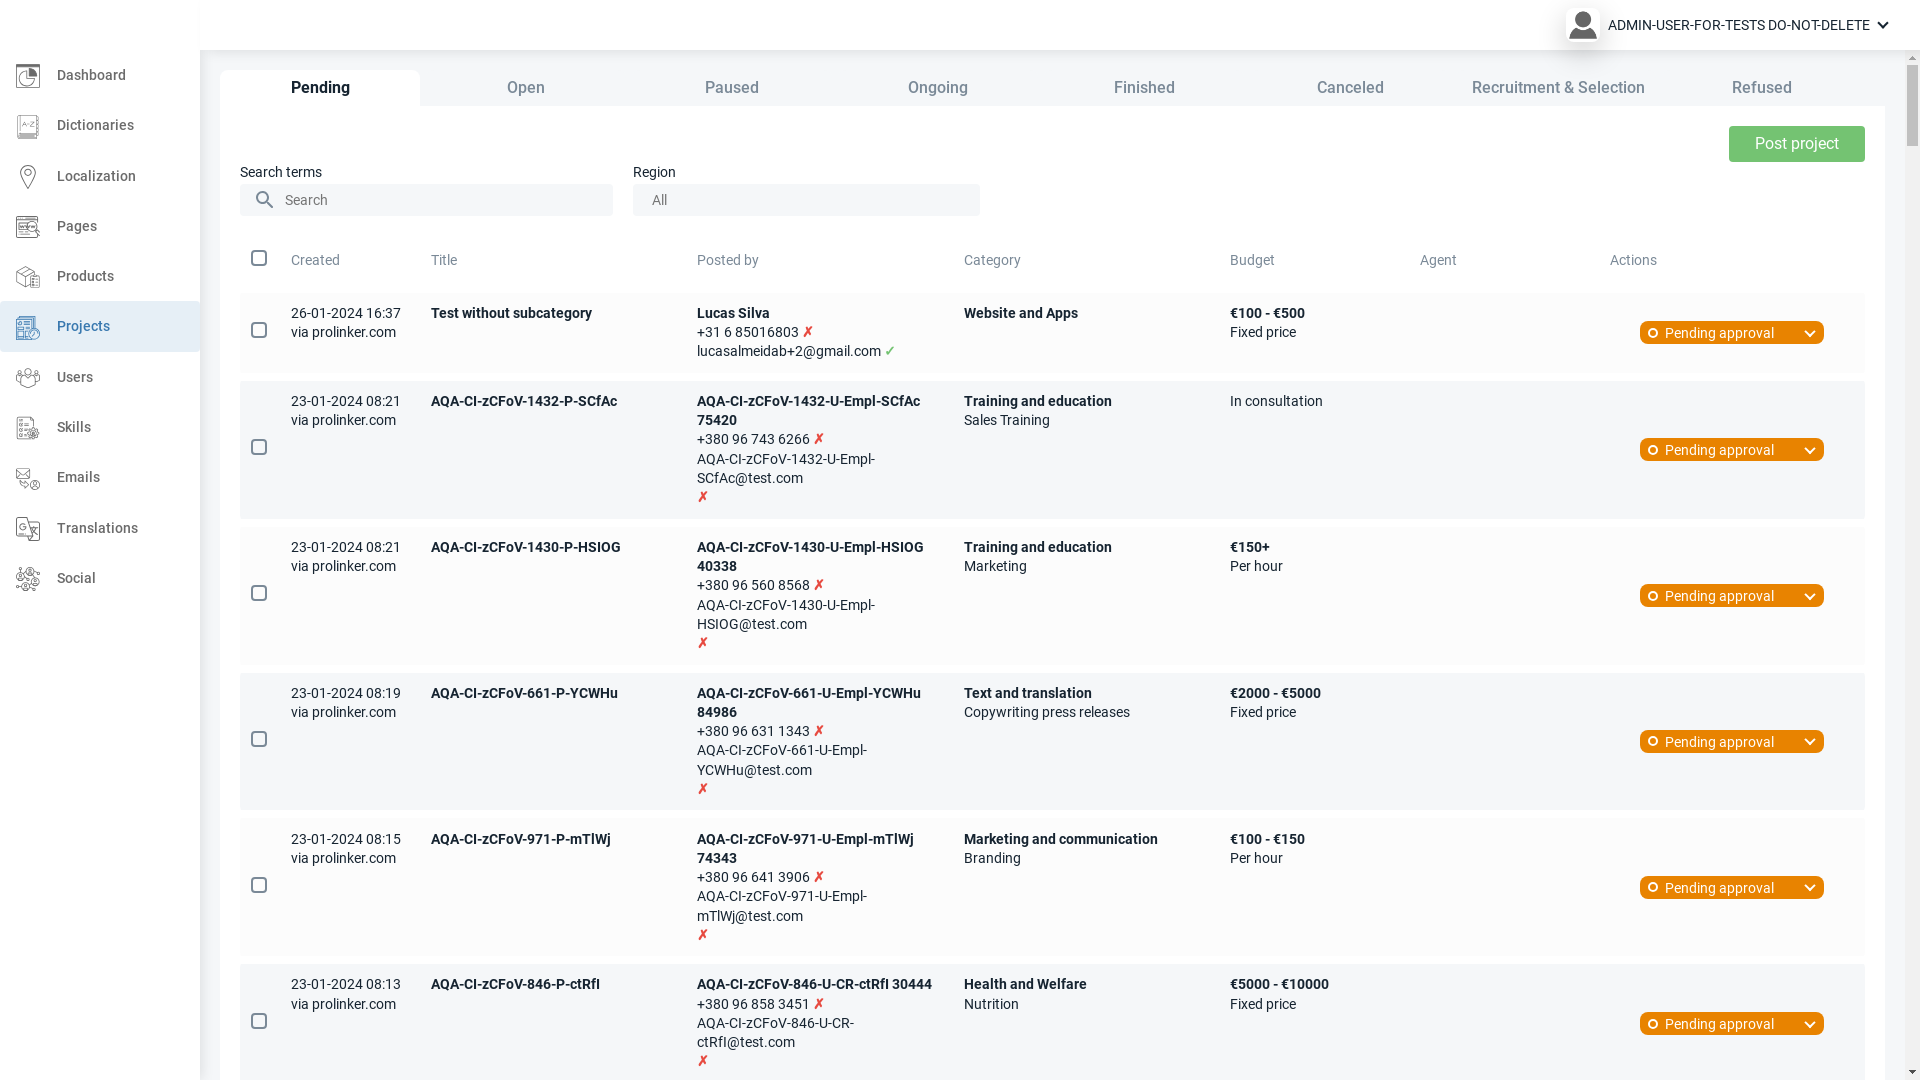 ADMIN-USER-FOR-TESTS DO-NOT-DELETE
Dashboard
Dictionaries
Localization
Pages
Products
Projects
Users
Skills
Emails
Translations
Social
Pending Open Paused Ongoing Finished Canceled Recruitment & Selection Refused
Post project
Search terms Region
Search All
Created Title Posted by Category Budget Agent Actions
26-01-2024 16:37 Test without subcategory Lucas Silva Website and Apps €100 - €500
via prolinker.com +31 6 85016803 ✗ Fixed price Pending approval
lucasalmeidab+2@gmail.com ✓
23-01-2024 08:21 AQA-CI-zCFoV-1432-P-SCfAc AQA-CI-zCFoV-1432-U-Empl-SCfAc Training and education In consultation
via prolinker.com 75420 Sales Training
+380 96 743 6266 ✗ Pending approval
AQA-CI-zCFoV-1432-U-Empl-
SCfAc@test.com
✗
23-01-2024 08:21 AQA-CI-zCFoV-1430-P-HSIOG AQA-CI-zCFoV-1430-U-Empl-HSIOG Training and education €150+
via prolinker.com 40338 Marketing Per hour
+380 96 560 8568 ✗ Pending approval
AQA-CI-zCFoV-1430-U-Empl-
HSIOG@test.com
✗
23-01-2024 08:19 AQA-CI-zCFoV-661-P-YCWHu AQA-CI-zCFoV-661-U-Empl-YCWHu Text and translation €2000 - €5000
via prolinker.com 84986 Copywriting press releases Fixed price
+380 96 631 1343 ✗ Pending approval
AQA-CI-zCFoV-661-U-Empl-
YCWHu@test.com
✗
23-01-2024 08:15 AQA-CI-zCFoV-971-P-mTlWj AQA-CI-zCFoV-971-U-Empl-mTlWj Marketing and communication €100 - €150
via prolinker.com 74343 Branding Per hour
+380 96 641 3906 ✗ Pending approval
AQA-CI-zCFoV-971-U-Empl-
mTlWj@test.com
✗
23-01-2024 08:13 AQA-CI-zCFoV-846-P-ctRfI AQA-CI-zCFoV-846-U-CR-ctRfI 30444 Health and Welfare €5000 - €10000
via prolinker.com +380 96 858 3451 ✗ Nutrition Fixed price
AQA-CI-zCFoV-846-U-CR- Pending approval
ctRfI@test.com
✗